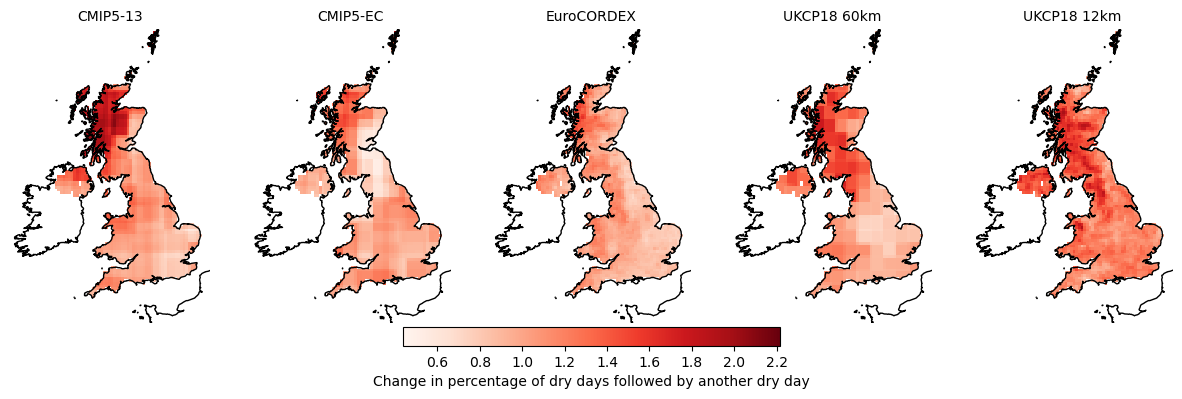 CMIP5-13
CMIP5-EC
EuroCORDEX
UKCP18 60km
UKCP18 12km
0.6 0.8 1.0 1.2 1.4 1.6 1.8 2.0 2.2
Change in percentage of dry days followed by another dry day